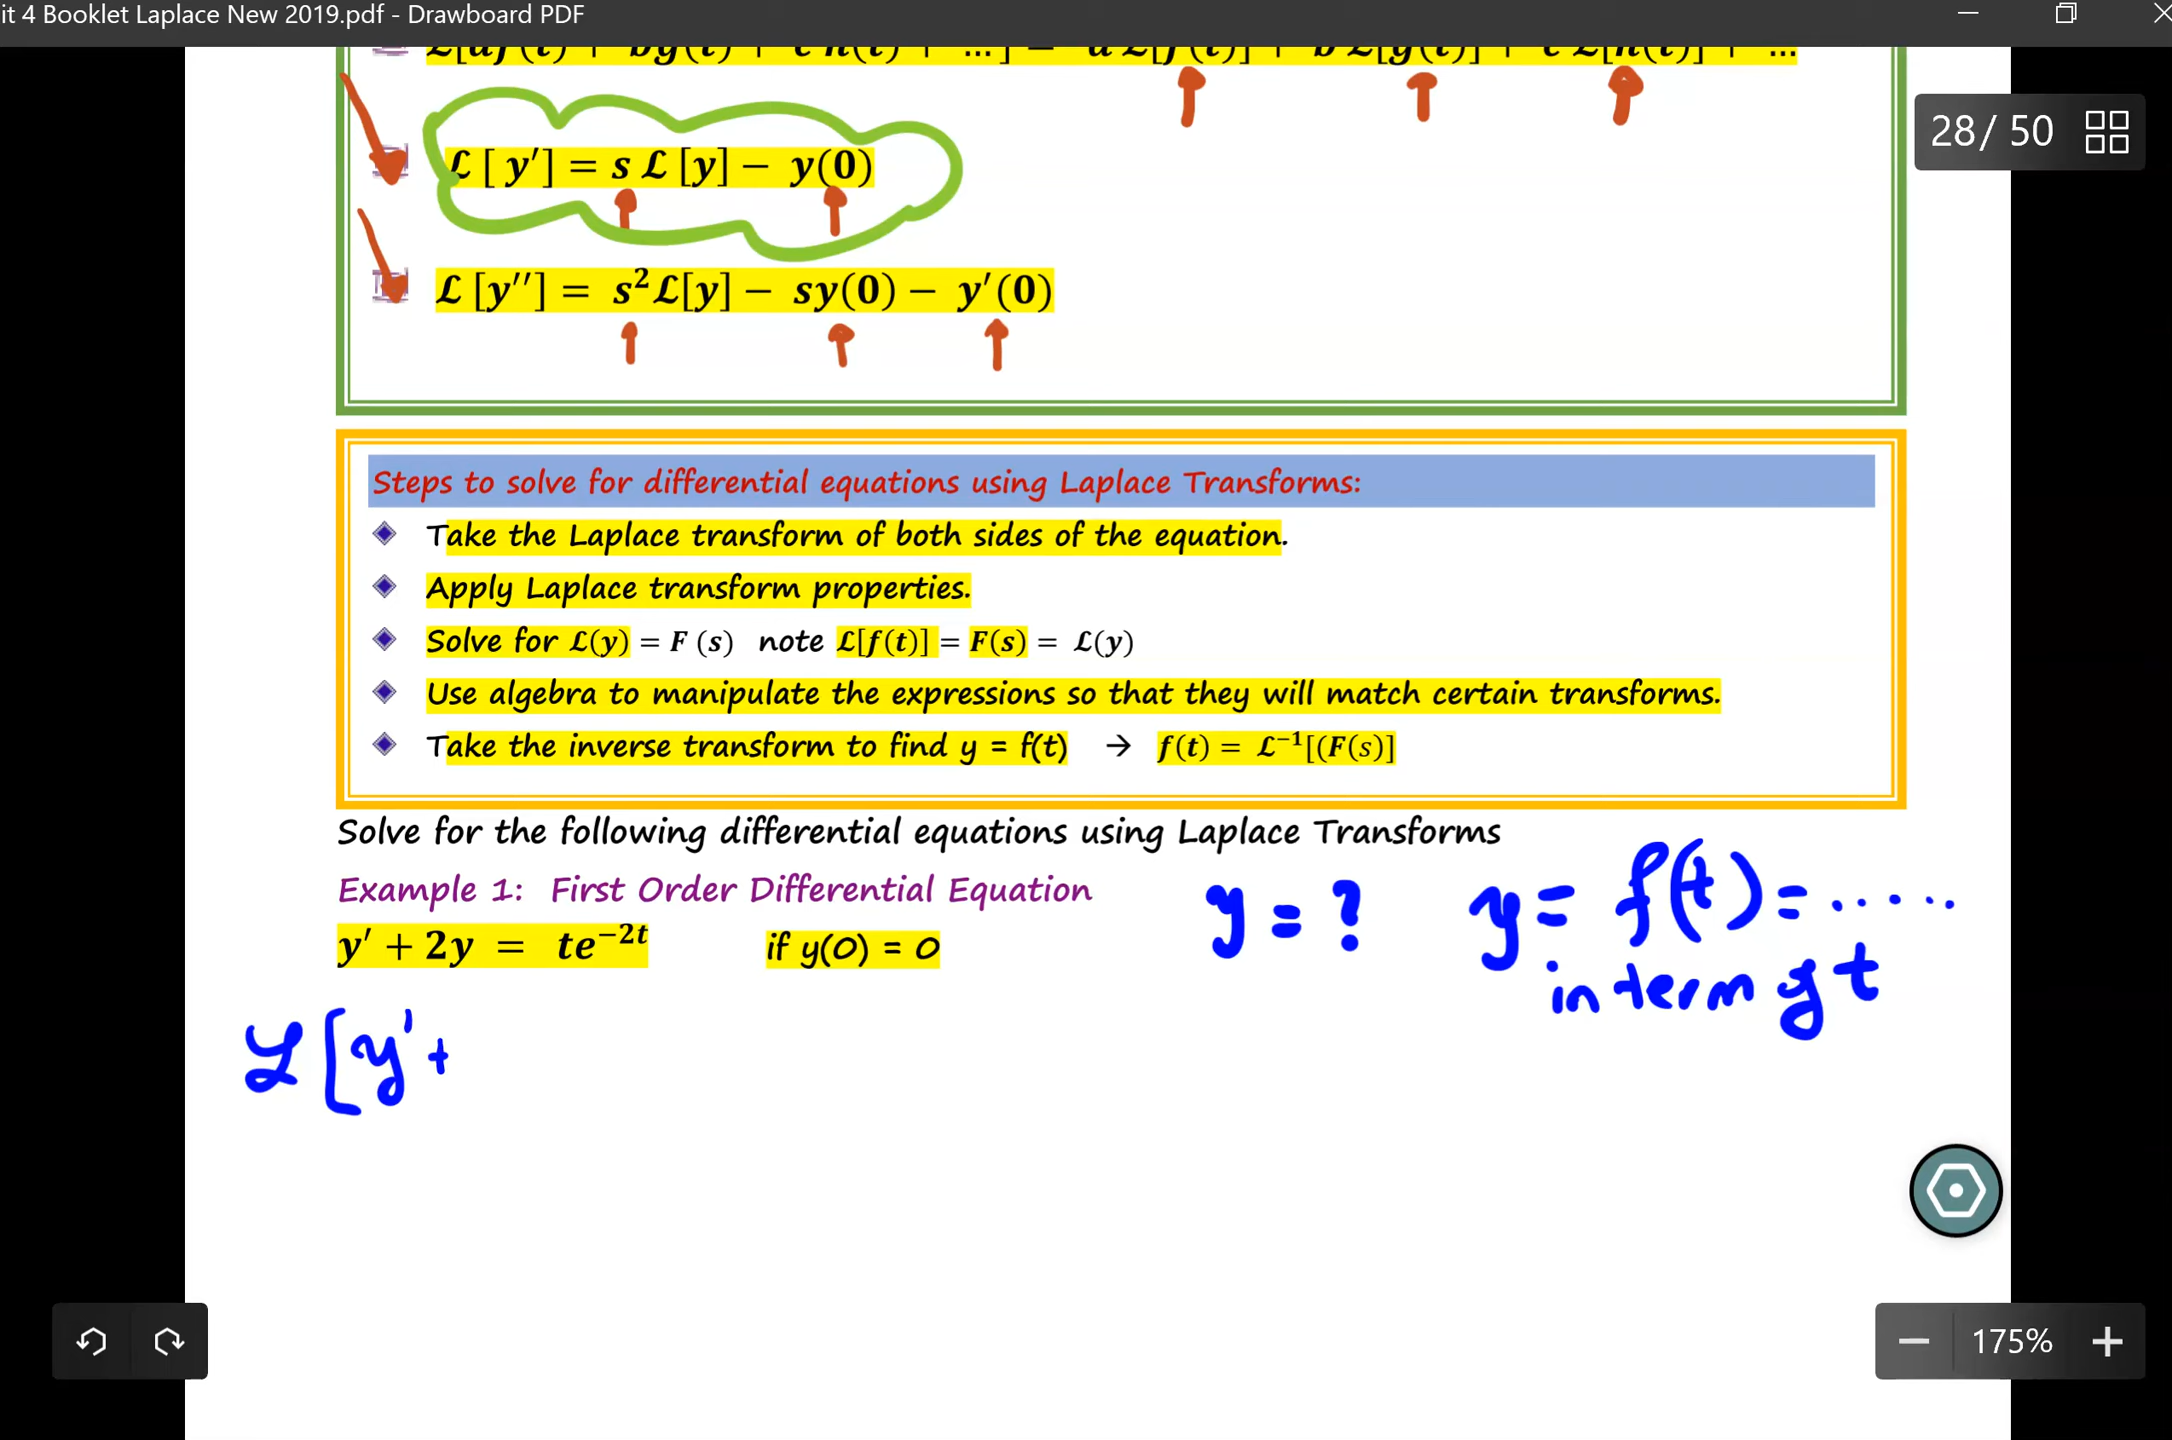 it 4 Booklet Laplace New 2019.pdf - Drawboard PDF
ℒ[af(t) + bg(t) + c h(t) + ...] = a ℒ[f(t)] + b ℒ[g(t)] + c ℒ[h(t)] + ...
28/ 50
ℒ [ y′] = s ℒ [y] − y(0)
ℒ [y′′] = s²ℒ[y] − sy(0) − y′(0)
Steps to solve for differential equations using Laplace Transforms:
Take the Laplace transform of both sides of the equation.
Apply Laplace transform properties.
Solve for ℒ(y) = F (s) note ℒ[f(t)] = F(s) = ℒ(y)
Use algebra to manipulate the expressions so that they will match certain transforms.
Take the inverse transform to find y = f(t) → f(t) = ℒ⁻¹[(F(s)]
Solve for the following differential equations using Laplace Transforms
Example 1: First Order Differential Equation
y = ? y = f(t) = .....
y′ + 2y = te⁻²ᵗ if y(0) = 0
in term of t
ℒ [y′ +
175%